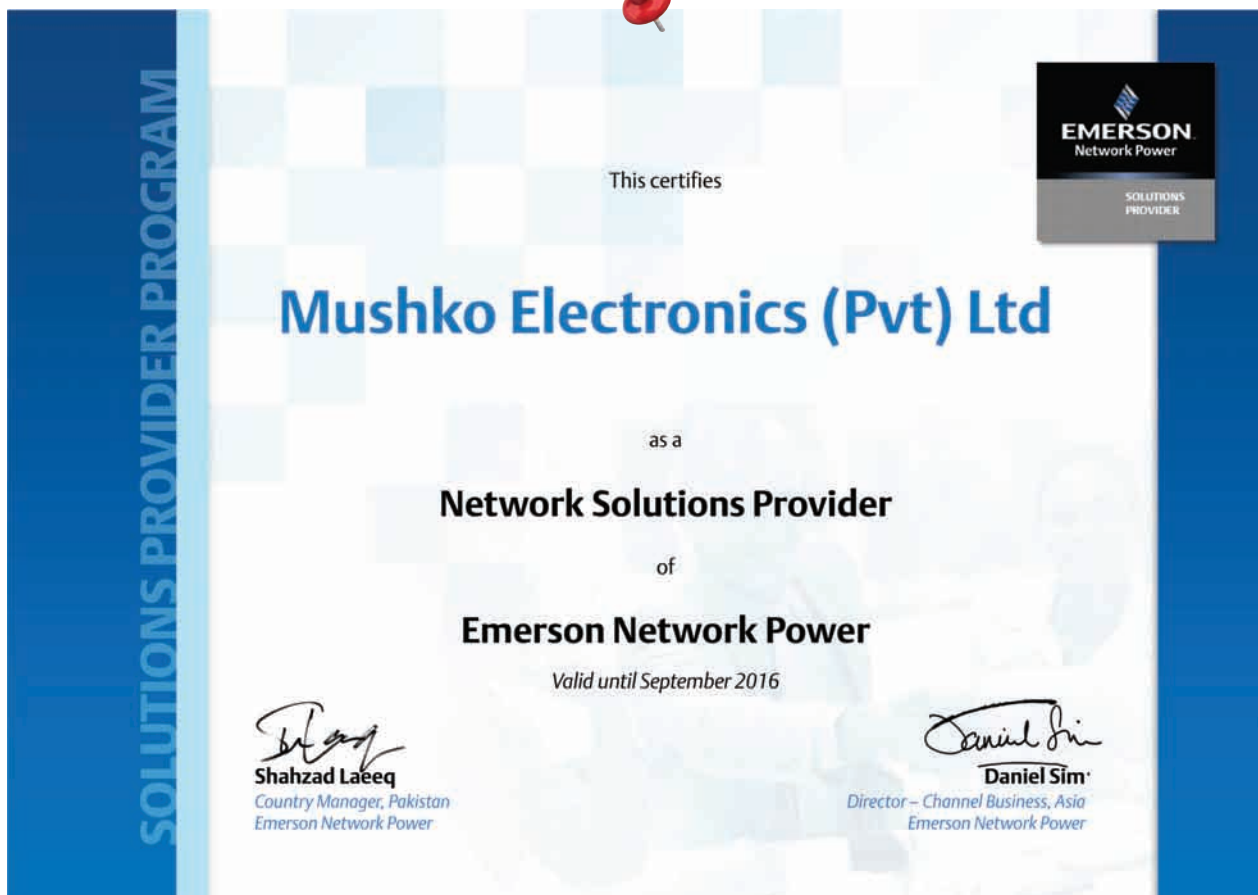 SOLUTIONS PROVIDER PROGRAM
EMERSON
Network Power
SOLUTIONS
PROVIDER
This certifies
Mushko Electronics (Pvt) Ltd
as a
Network Solutions Provider
of
Emerson Network Power
Valid until September 2016
Shahzad Laeeq
Country Manager, Pakistan
Emerson Network Power
Daniel Sim
Daniel Sim
Director – Channel Business, Asia
Emerson Network Power